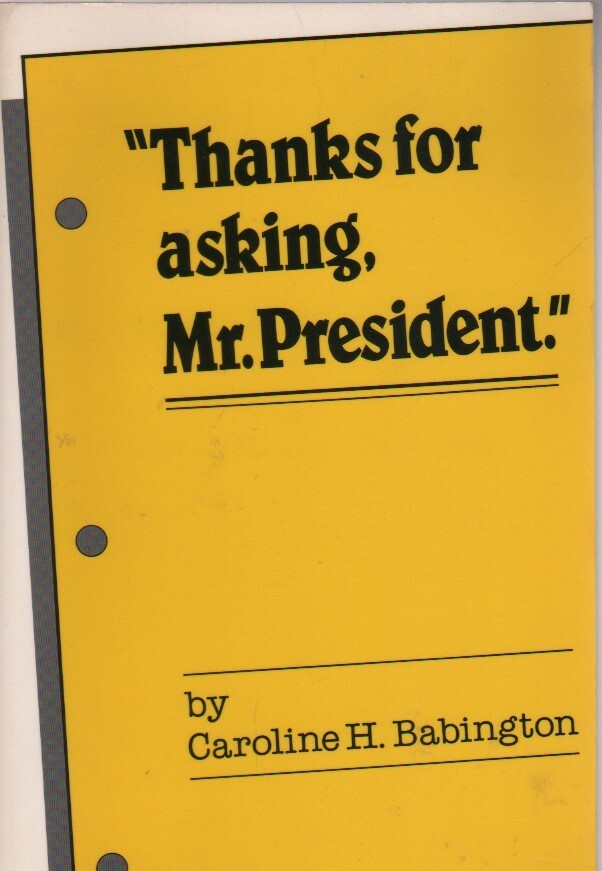 "Thanks for
asking,
Mr. President."
by
Caroline H. Babington